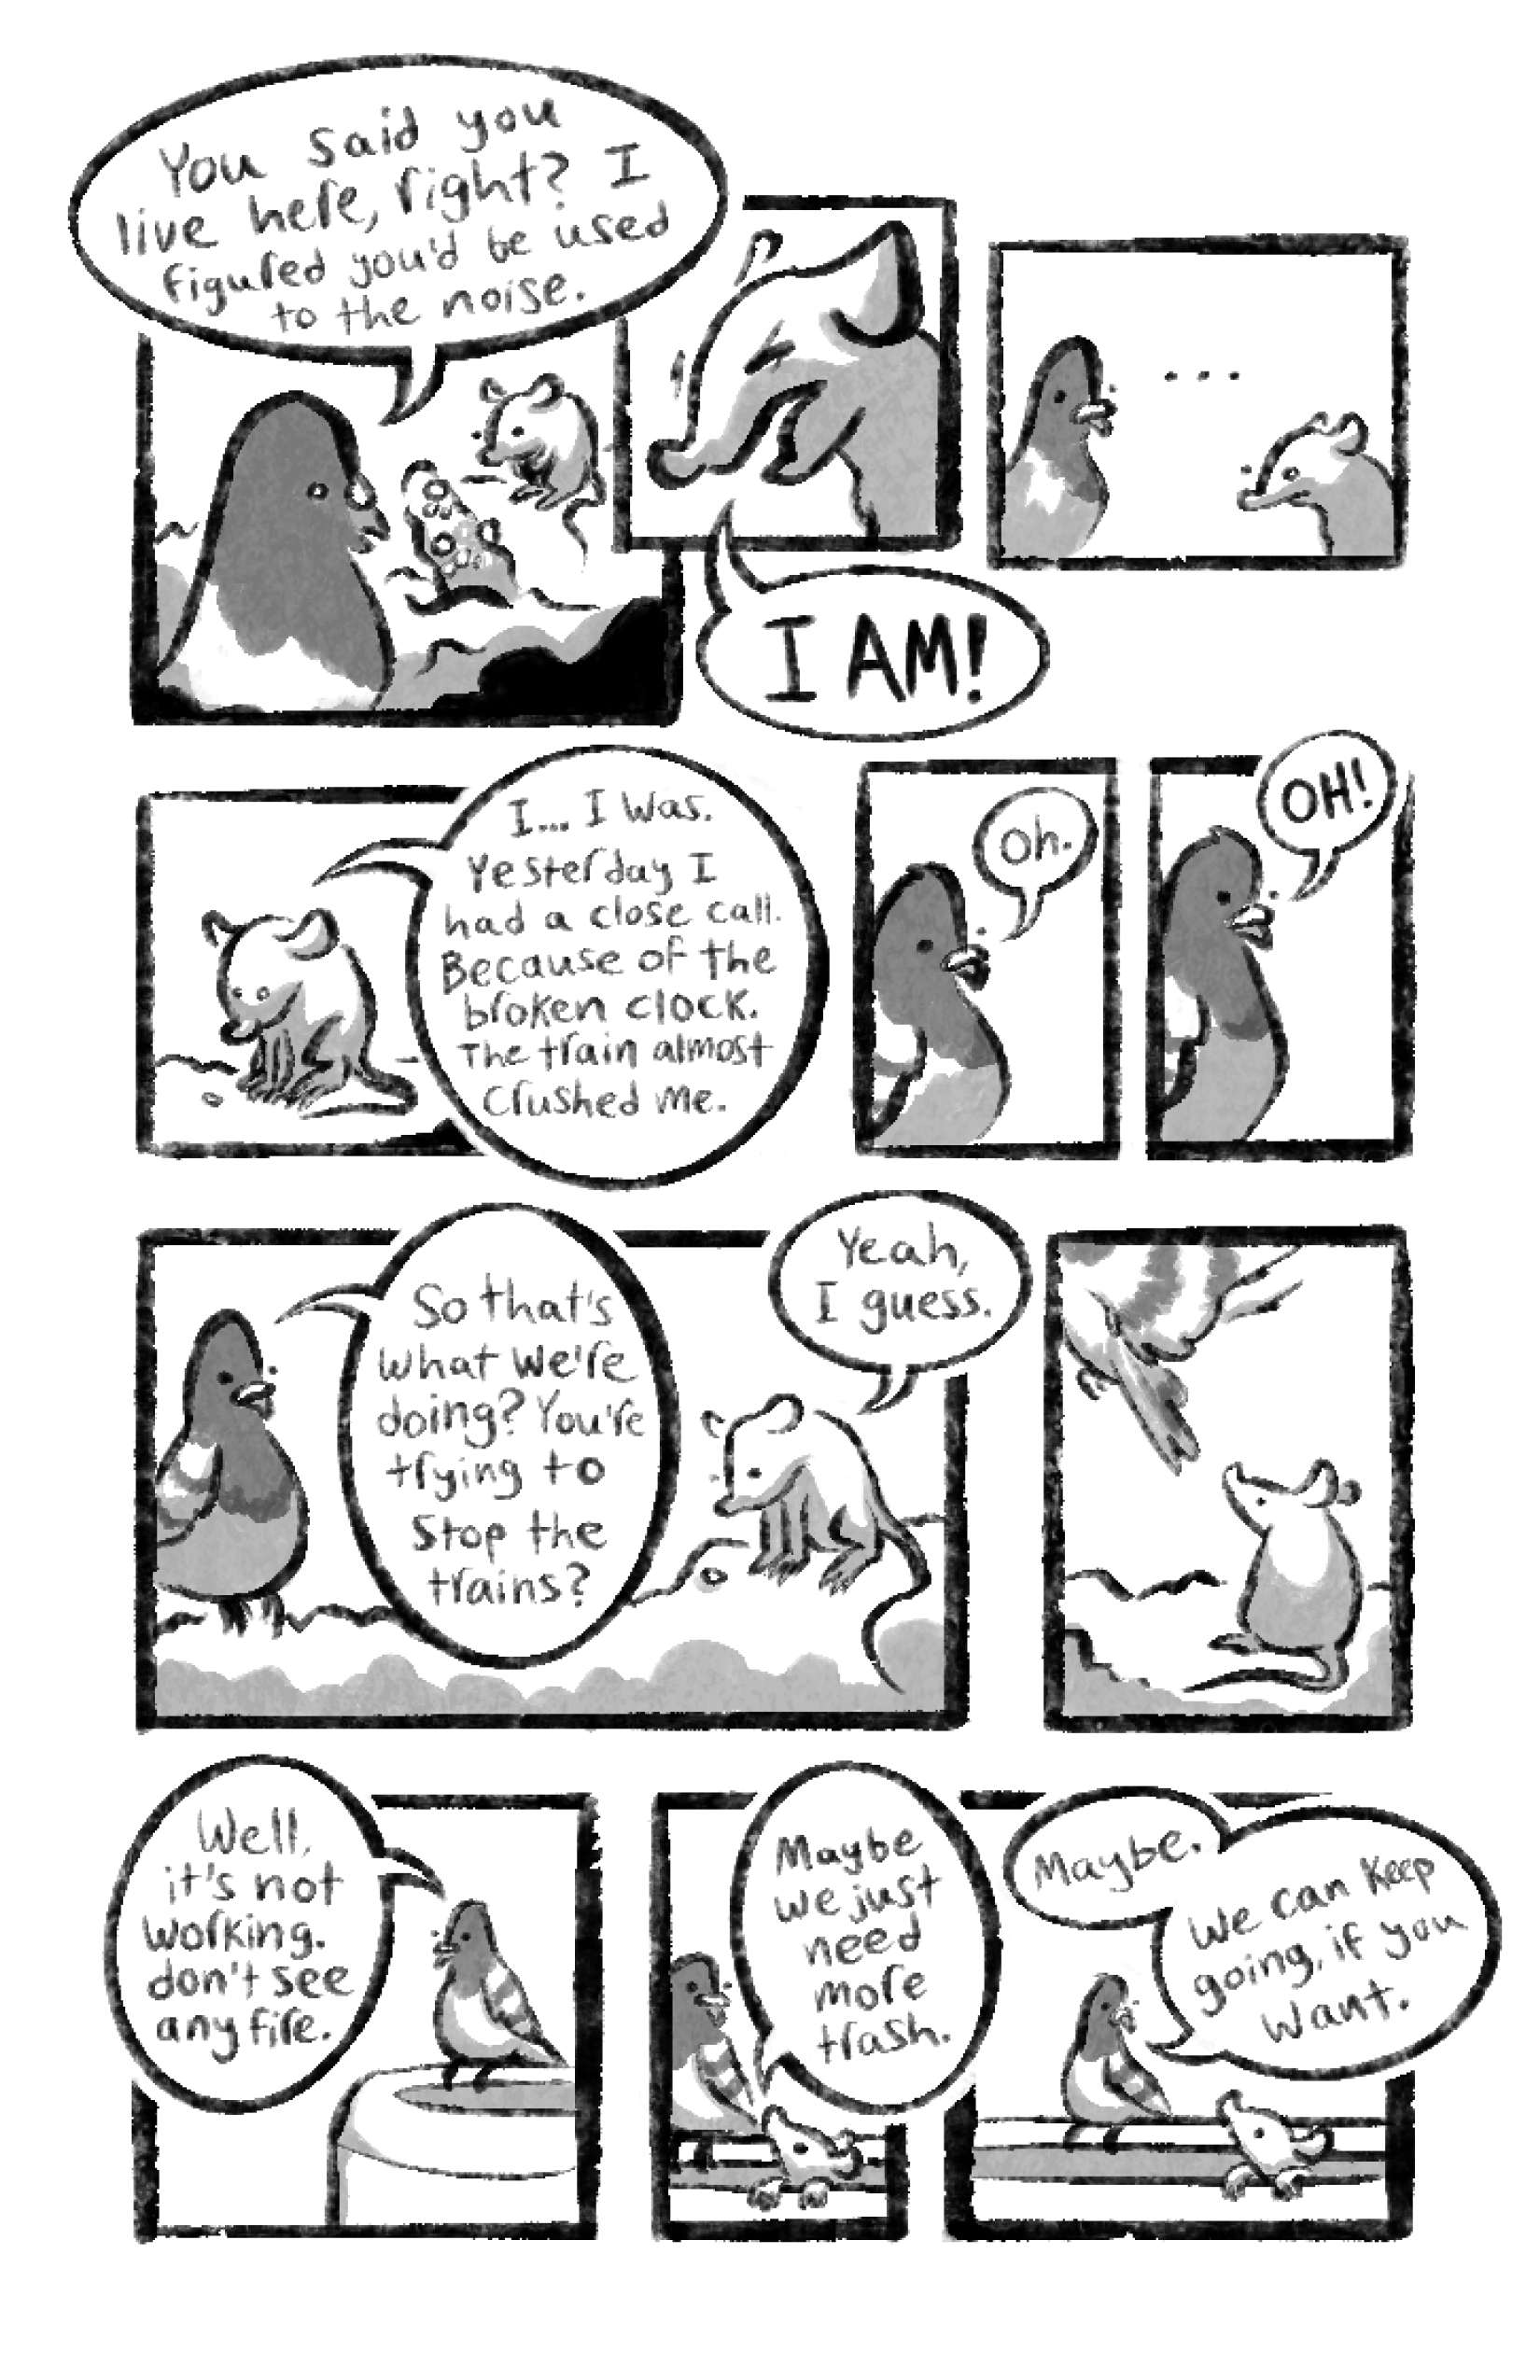 You said you
live here, right? I
figured you'd be used
to the noise.
I AM!
...
I... I was.
Yesterday I
had a close call.
Because of the
broken clock.
The train almost
crushed me.
Oh.
OH!
So that's
what we're
doing? You're
trying to
stop the
trains?
Yeah,
I guess.
Well,
it's not
working.
don't see
any fire.
Maybe
we just
need
more
trash.
Maybe.
We can keep
going, if you
want.